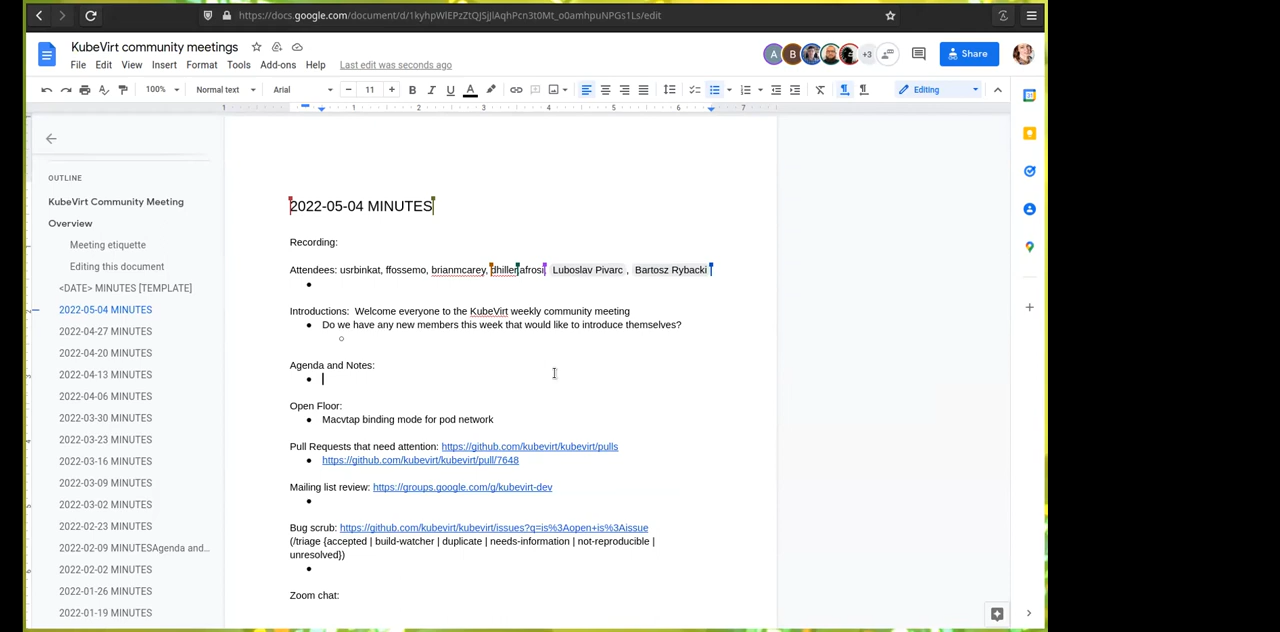 https://docs.google.com/document/d/1kyhpWlEPzZtQJSjJlAqhPcn3t0Mt_o0amhpuNPGs1Ls/edit
KubeVirt community meetings
A B +3 Share
File Edit View Insert Format Tools Add-ons Help Last edit was seconds ago
100% Normal text Arial 11 B I U A Editing
1 1 2 3 4 5 6 7
OUTLINE
KubeVirt Community Meeting
Overview
Meeting etiquette
Editing this document
<DATE> MINUTES [TEMPLATE]
2022-05-04 MINUTES
2022-04-27 MINUTES
2022-04-20 MINUTES
2022-04-13 MINUTES
2022-04-06 MINUTES
2022-03-30 MINUTES
2022-03-23 MINUTES
2022-03-16 MINUTES
2022-03-09 MINUTES
2022-03-02 MINUTES
2022-02-23 MINUTES
2022-02-09 MINUTESAgenda and...
2022-02-02 MINUTES
2022-01-26 MINUTES
2022-01-19 MINUTES
2022-05-04 MINUTES
Recording:
Attendees: usrbinkat, ffossemo, brianmcarey, dhiller,afrosi, Luboslav Pivarc , Bartosz Rybacki
Introductions: Welcome everyone to the KubeVirt weekly community meeting
Do we have any new members this week that would like to introduce themselves?
Agenda and Notes:
Open Floor:
Macvtap binding mode for pod network
Pull Requests that need attention: https://github.com/kubevirt/kubevirt/pulls
https://github.com/kubevirt/kubevirt/pull/7648
Mailing list review: https://groups.google.com/g/kubevirt-dev
Bug scrub: https://github.com/kubevirt/kubevirt/issues?q=is%3Aopen+is%3Aissue
(/triage {accepted | build-watcher | duplicate | needs-information | not-reproducible |
unresolved})
Zoom chat: